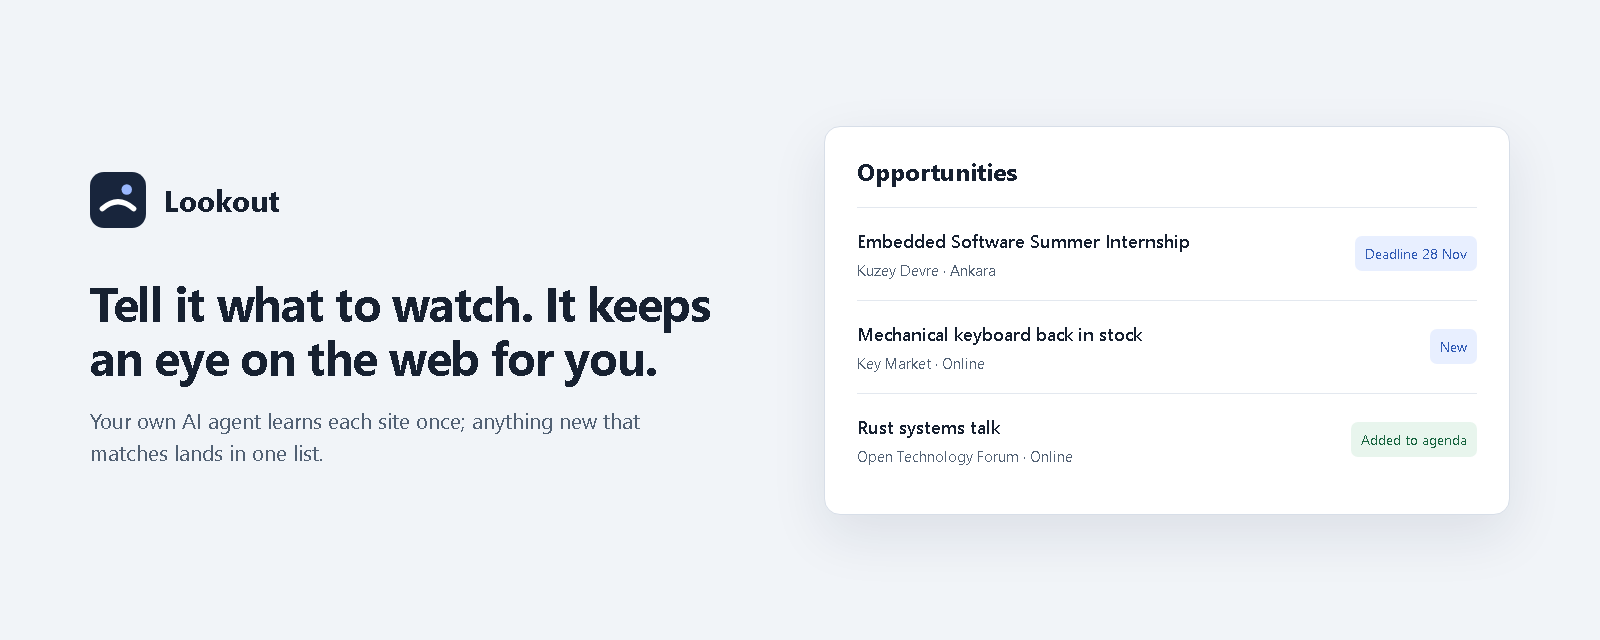 Lookout
Tell it what to watch. It keeps
an eye on the web for you.
Your own AI agent learns each site once; anything new that
matches lands in one list.
Opportunities
Embedded Software Summer Internship
Kuzey Devre · Ankara
Deadline 28 Nov
Mechanical keyboard back in stock
Key Market · Online
New
Rust systems talk
Open Technology Forum · Online
Added to agenda